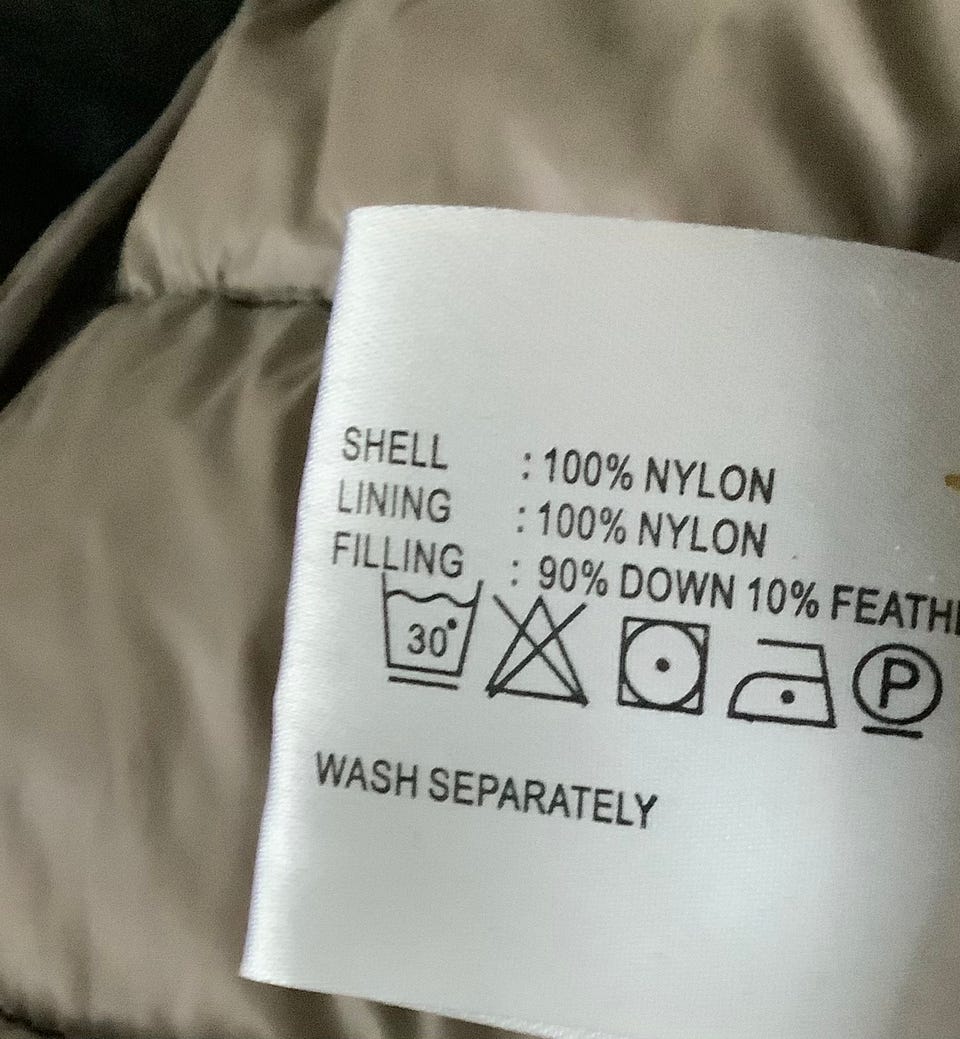 SHELL : 100% NYLON
LINING : 100% NYLON
FILLING : 90% DOWN 10% FEATH
30°
P
WASH SEPARATELY